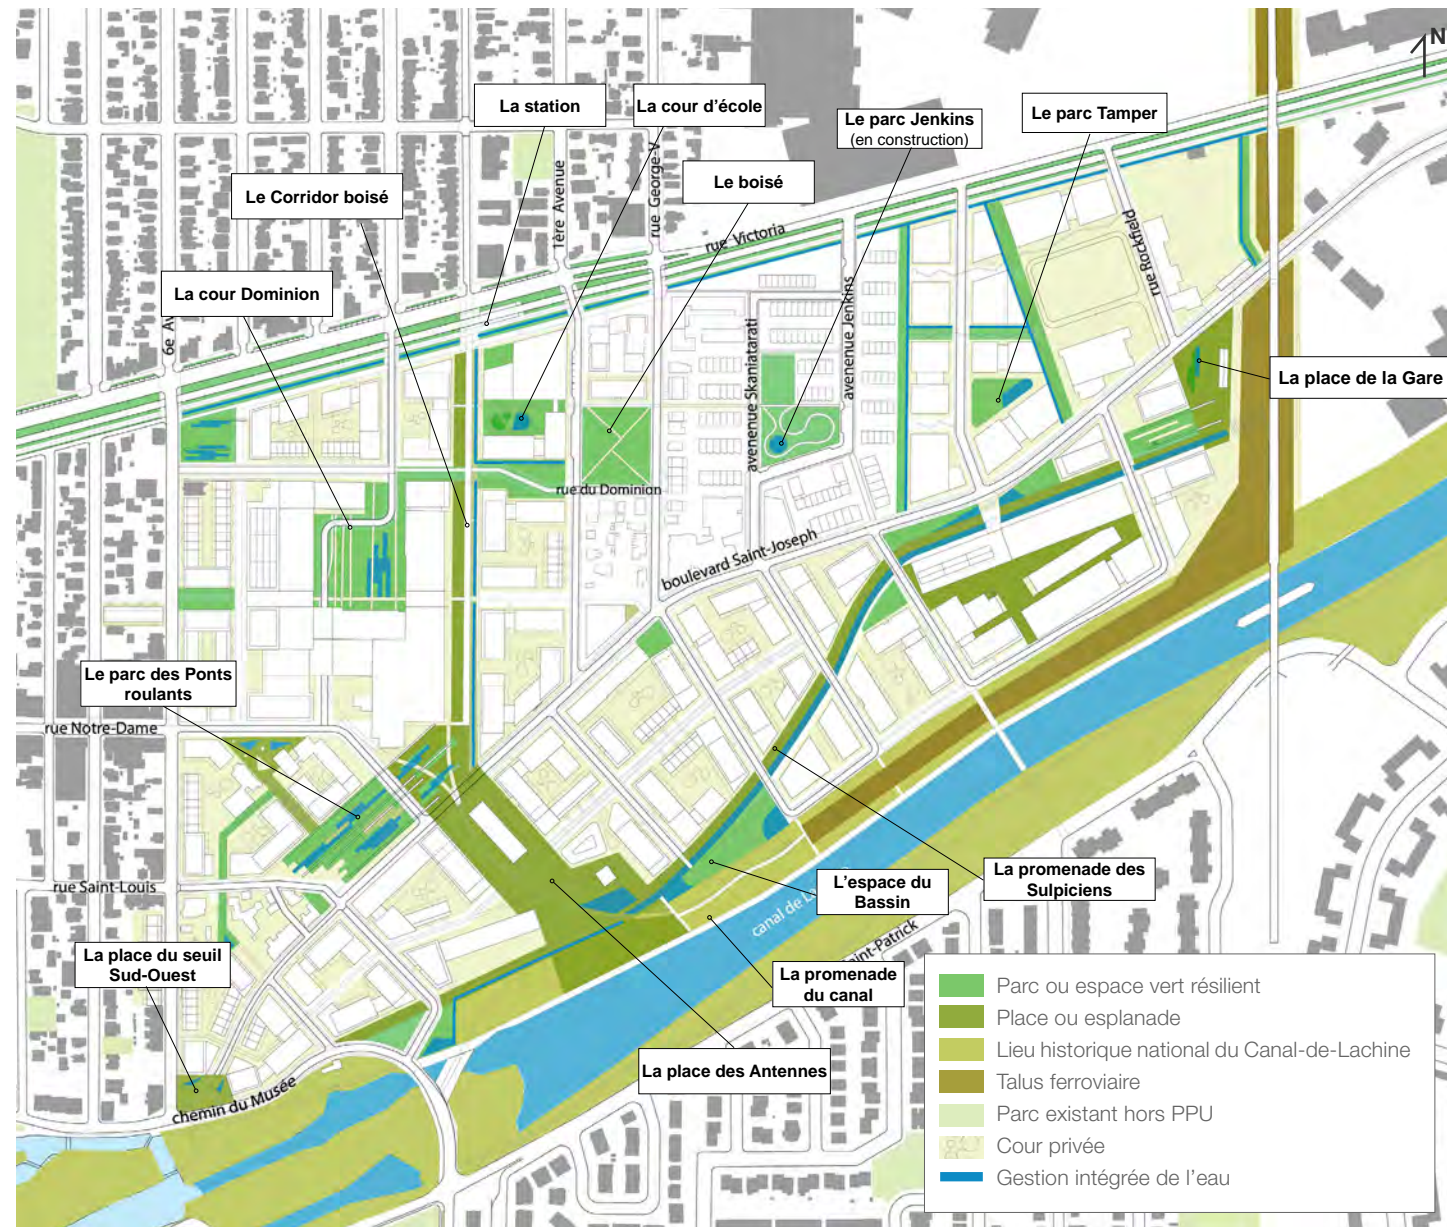 N
La station
La cour d'école
Le parc Jenkins
(en construction)
Le parc Tamper
Le boisé
Le Corridor boisé
1ère Avenue
rue George-V
rue Victoria
rue Rockfield
La cour Dominion
6e Av
avenenue Skaniatarati
avenenue Jenkins
La place de la Gare
rue du Dominion
boulevard Saint-Joseph
Le parc des Ponts
roulants
rue Notre-Dame
rue Saint-Louis
L'espace du
Bassin
La promenade des
Sulpiciens
canal de L
aint-Patrick
La place du seuil
Sud-Ouest
La promenade
du canal
La place des Antennes
chemin du Musée
Parc ou espace vert résilient
Place ou esplanade
Lieu historique national du Canal-de-Lachine
Talus ferroviaire
Parc existant hors PPU
Cour privée
Gestion intégrée de l'eau